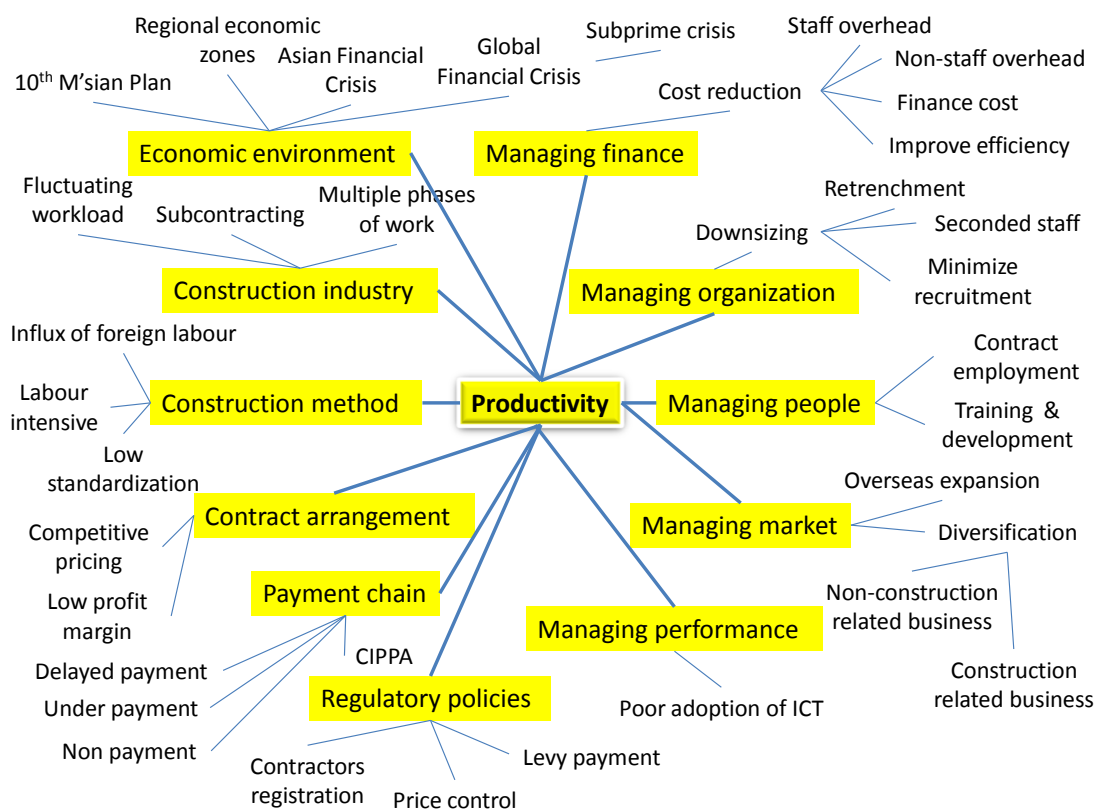 Regional economic
zones
10th M'sian Plan
Asian Financial
Crisis
Global
Financial Crisis
Subprime crisis
Economic environment
Staff overhead
Non-staff overhead
Cost reduction
Finance cost
Improve efficiency
Managing finance
Fluctuating
workload
Subcontracting
Multiple phases
of work
Construction industry
Retrenchment
Seconded staff
Downsizing
Minimize
recruitment
Managing organization
Influx of foreign labour
Labour
intensive
Low
standardization
Construction method
Productivity
Managing people
Contract
employment
Training &
development
Contract arrangement
Competitive
pricing
Low profit
margin
Managing market
Overseas expansion
Diversification
Non-construction
related business
Construction
related business
Payment chain
Delayed payment
Under payment
Non payment
CIPPA
Managing performance
Poor adoption of ICT
Regulatory policies
Contractors
registration
Price control
Levy payment